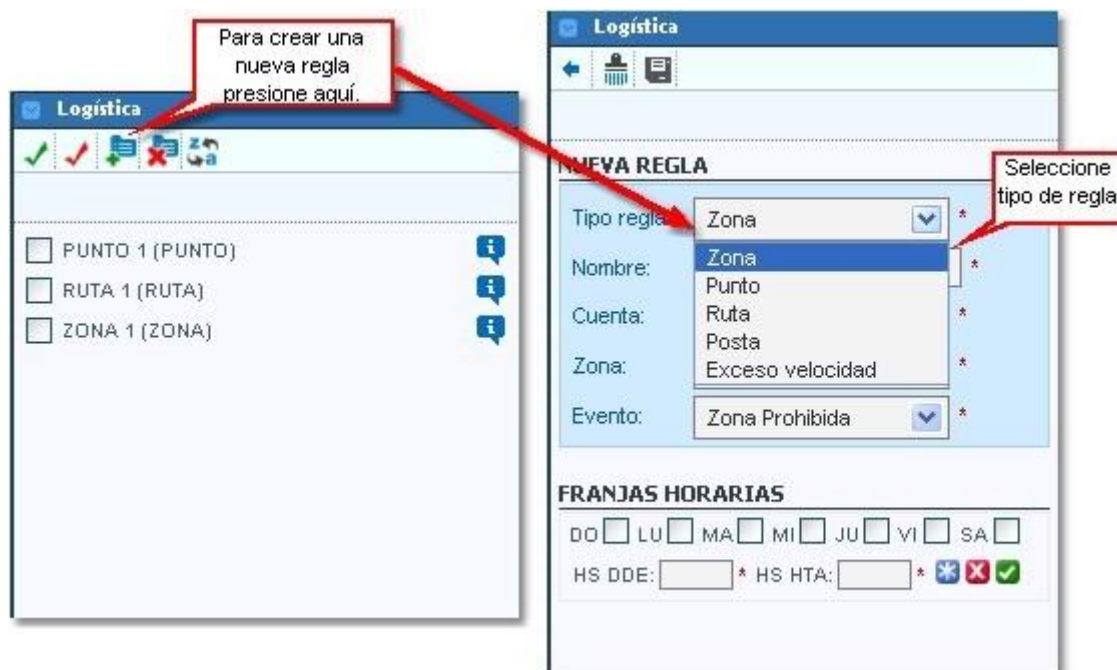 Para crear una
nueva regla
presione aquí.
Logística
PUNTO 1 (PUNTO)
RUTA 1 (RUTA)
ZONA 1 (ZONA)
Logística
NUEVA REGLA
Seleccione
tipo de regla
Tipo regla
Zona
*
Zona
Punto
Ruta
Posta
Exceso velocidad
Nombre:
*
Cuenta:
*
Zona:
*
Evento:
Zona Prohibida
*
FRANJAS HORARIAS
DO LU MA MI JU VI SA
HS DDE: * HS HTA: *